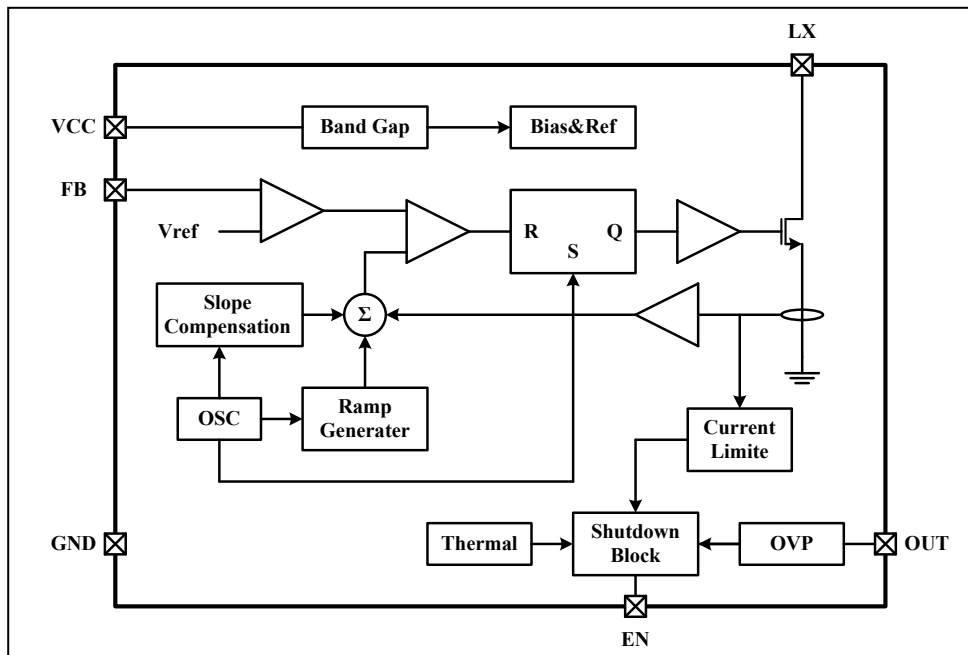 LX
VCC
Band Gap
Bias&Ref
FB
Vref
R
Q
S
Slope
Compensation
Σ
OSC
Ramp
Generater
Current
Limite
GND
Thermal
Shutdown
Block
OVP
OUT
EN